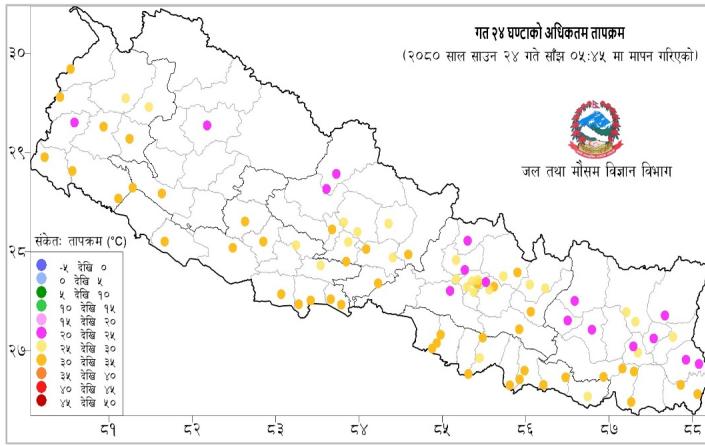 गत २४ घण्टाको अधिकतम तापक्रम
(२०८० साल साउन २४ गते साँझ ०५:४५ मा मापन गरिएको)
जल तथा मौसम विज्ञान विभाग
३०
२९
२८
२७
संकेतः तापक्रम (°C)
-५ देखि ०
० देखि ५
५ देखि १०
१० देखि १५
१५ देखि २०
२० देखि २५
२५ देखि ३०
३० देखि ३५
३५ देखि ४०
४० देखि ४५
४५ देखि ५०
८१ ८२ ८३ ८४ ८५ ८६ ८७ ८८